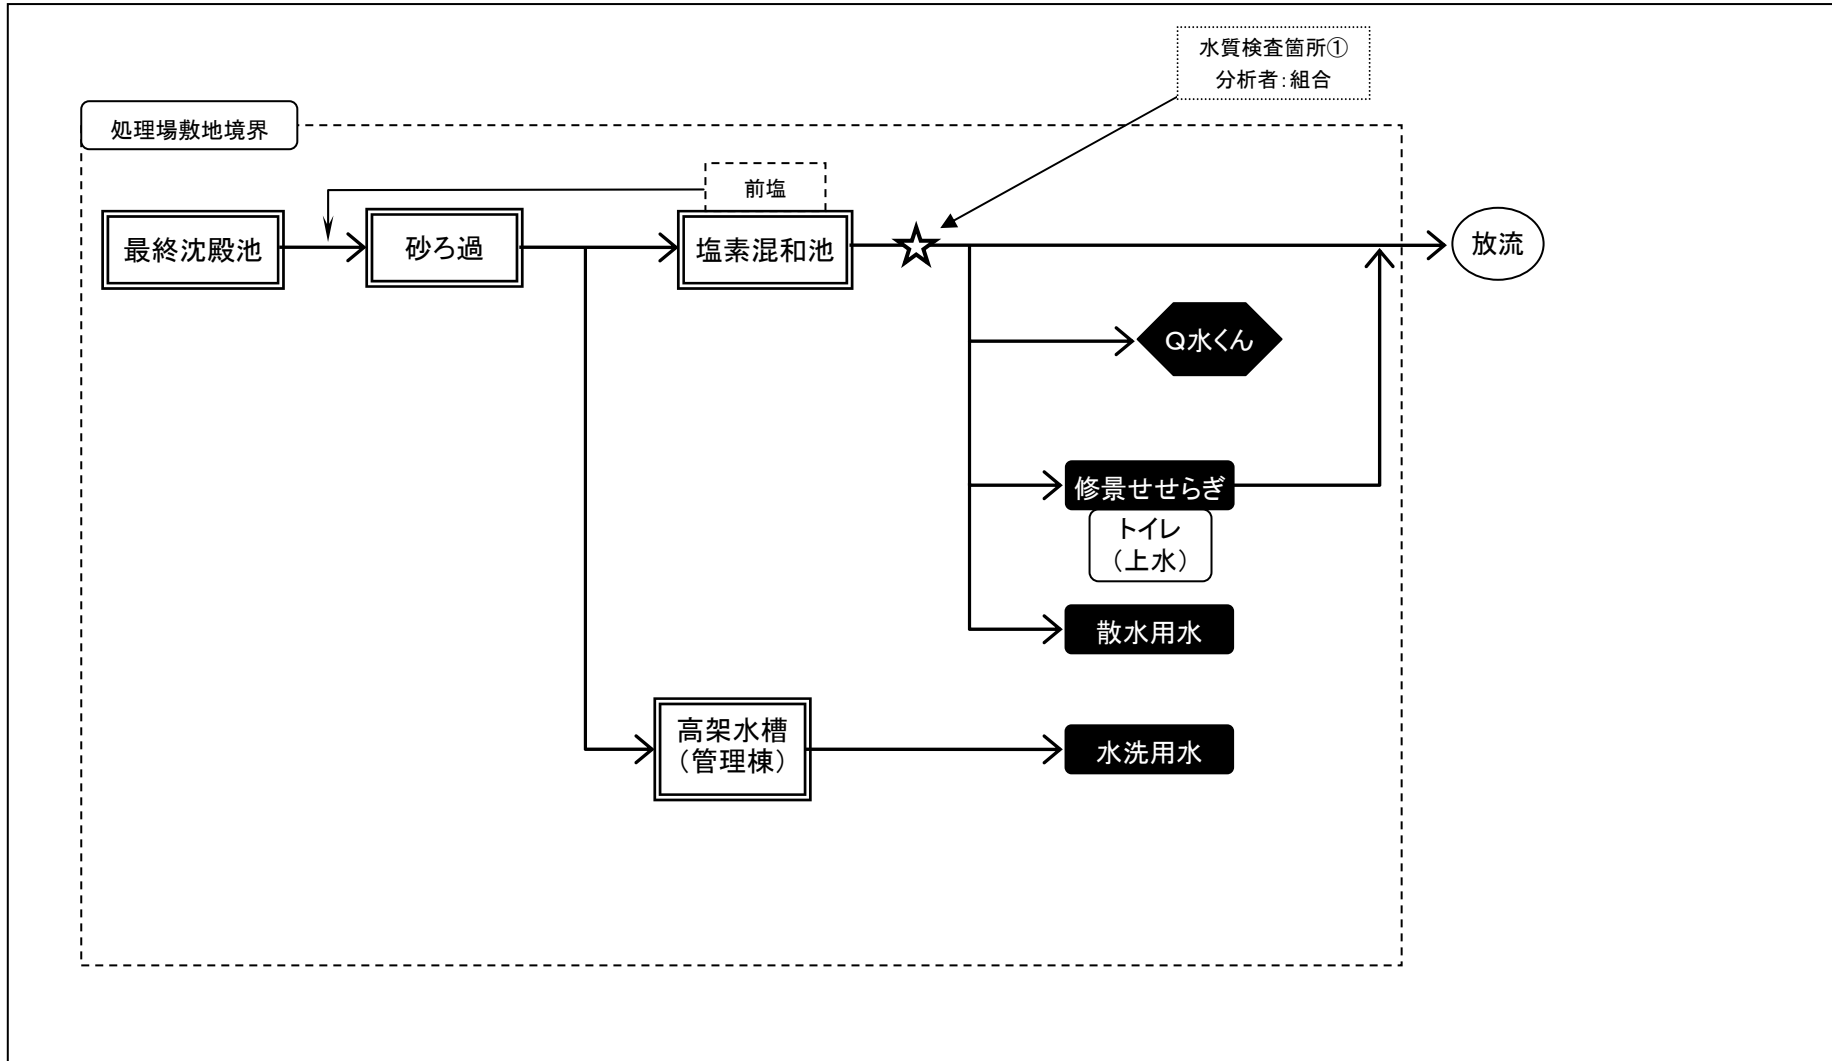 水質検査箇所①
分析者：組合
処理場敷地境界
前塩
最終沈殿池
砂ろ過
塩素混和池
放流
Q水くん
修景せせらぎ
トイレ
（上水）
散水用水
高架水槽
（管理棟）
水洗用水